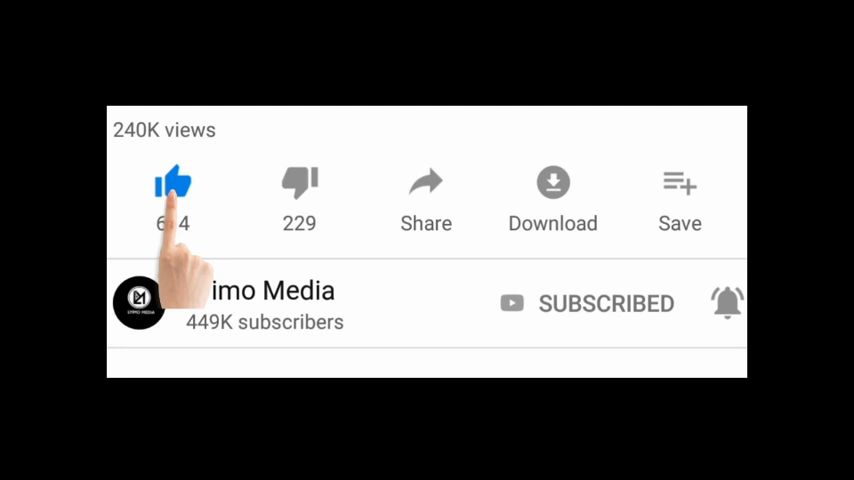 240K views
229
Share
Download
Save
imo Media
SUBSCRIBED
449K subscribers